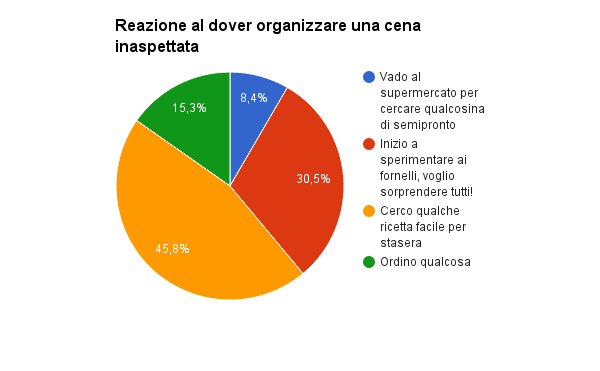 Reazione al dover organizzare una cena
inaspettata
8,4%
15,3%
30,5%
45,8%
Vado al
supermercato per
cercare qualcosina
di semipronto
Inizio a
sperimentare ai
fornelli, voglio
sorprendere tutti!
Cerco qualche
ricetta facile per
stasera
Ordino qualcosa